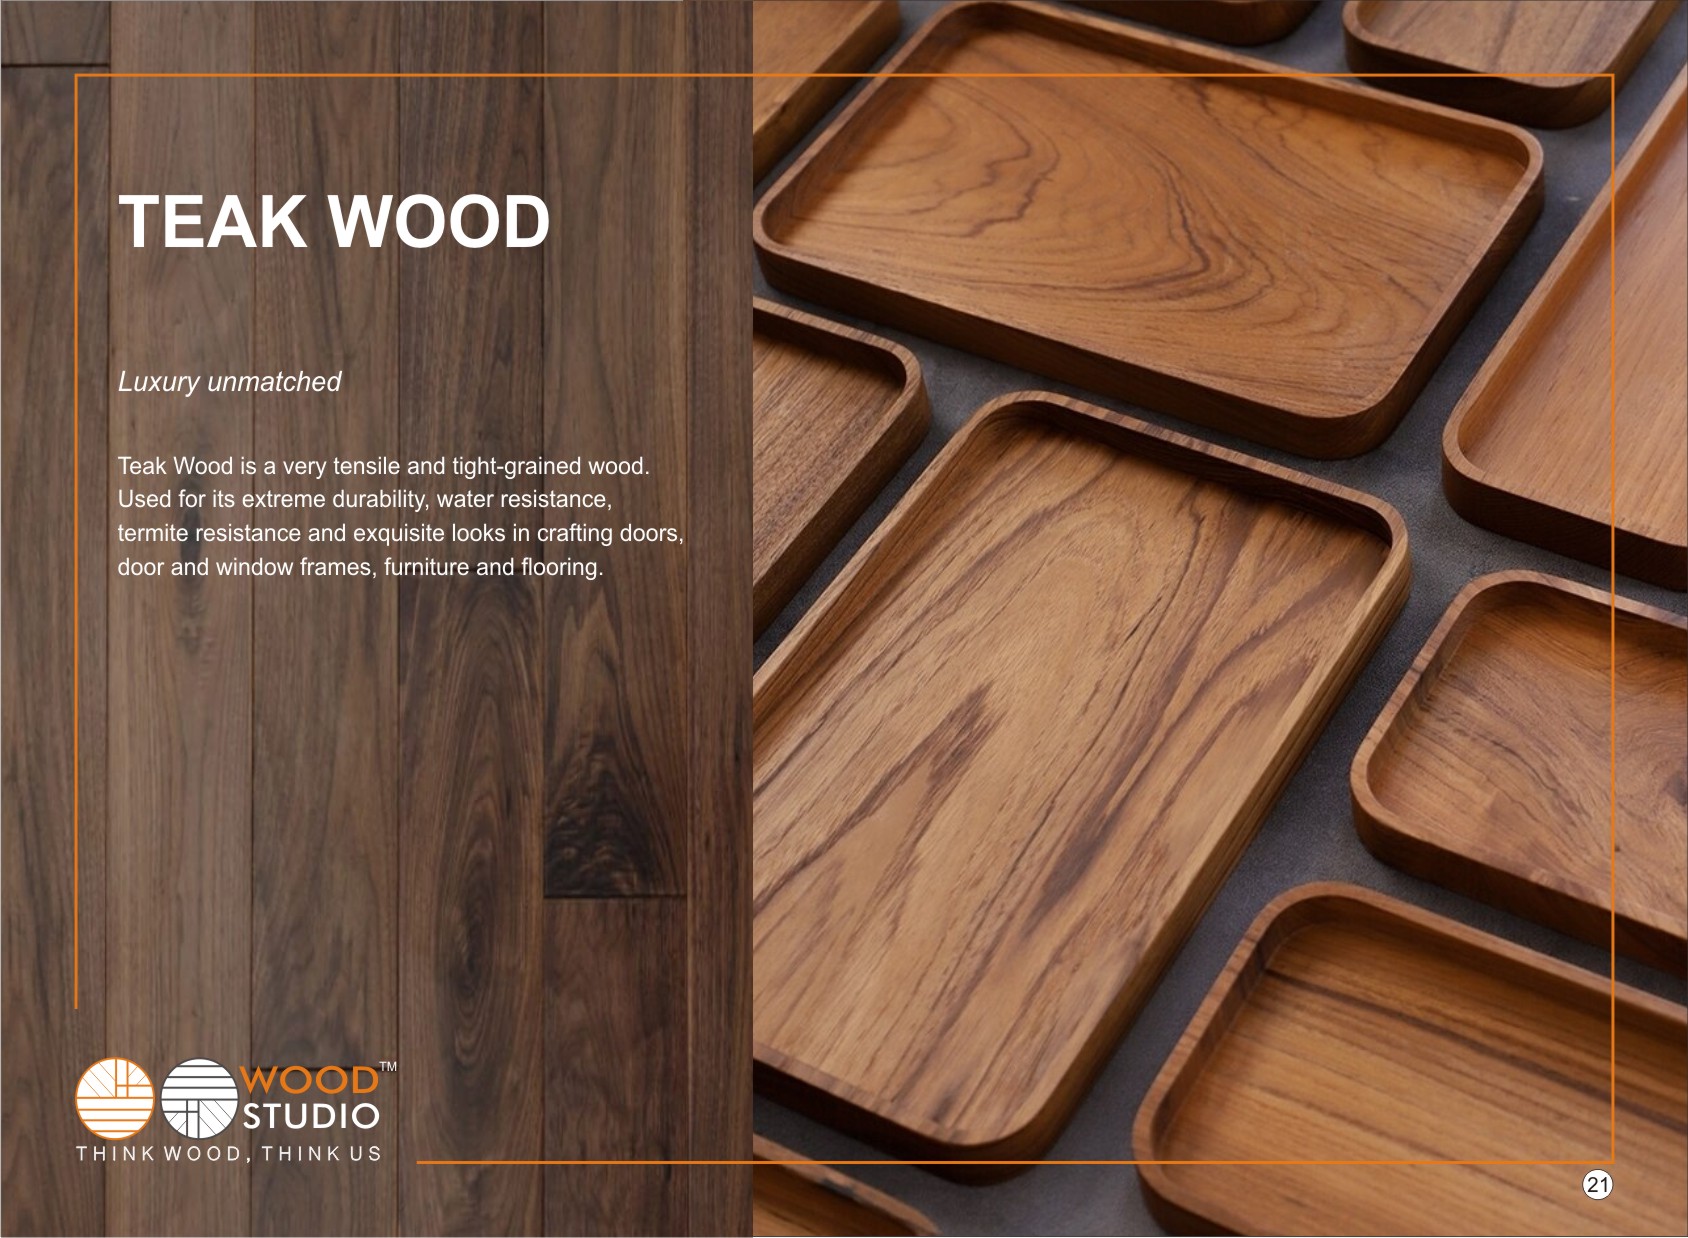 TEAK WOOD
Luxury unmatched
Teak Wood is a very tensile and tight-grained wood.
Used for its extreme durability, water resistance,
termite resistance and exquisite looks in crafting doors,
door and window frames, furniture and flooring.
WOOD™
STUDIO
THINK WOOD, THINK US
21